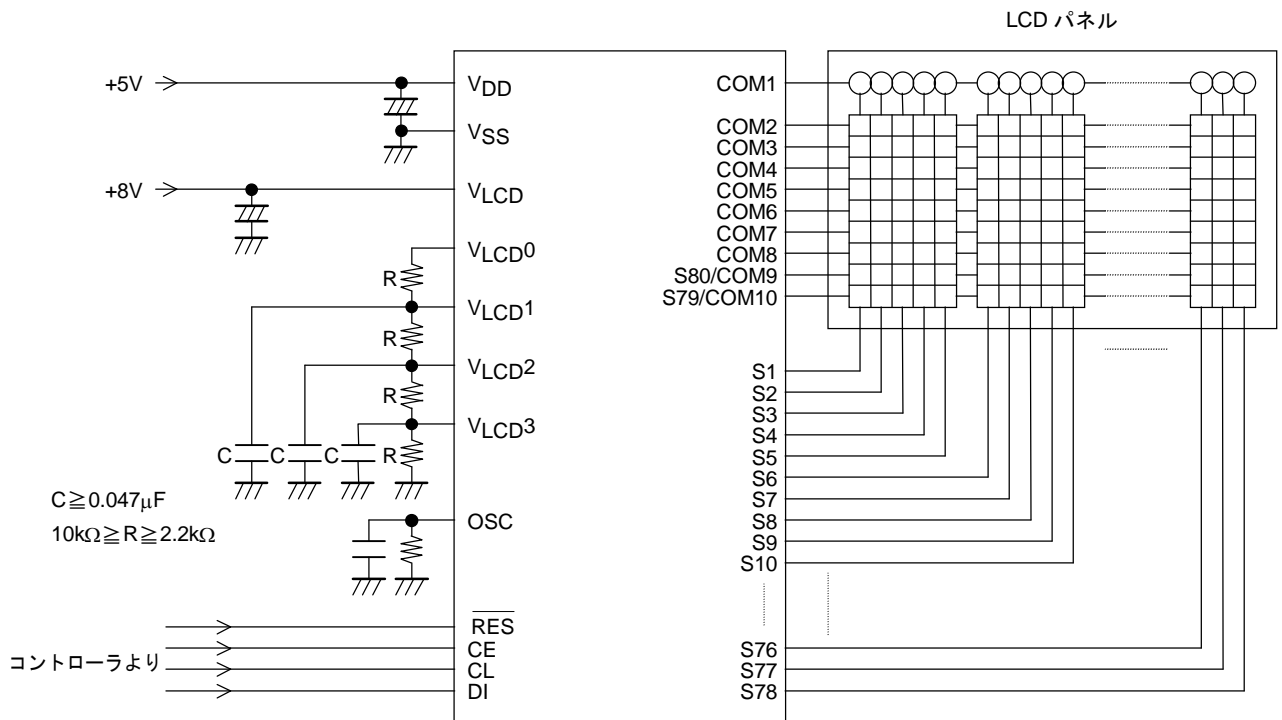 LCD パネル
+5V
VDD
VSS
+8V
VLCD
VLCD0
R
VLCD1
R
VLCD2
R
VLCD3
R
C
C
C
C≧0.047μF
10kΩ≧R≧2.2kΩ
OSC
コントローラより
RES
CE
CL
DI
COM1
COM2
COM3
COM4
COM5
COM6
COM7
COM8
S80/COM9
S79/COM10
S1
S2
S3
S4
S5
S6
S7
S8
S9
S10
S76
S77
S78